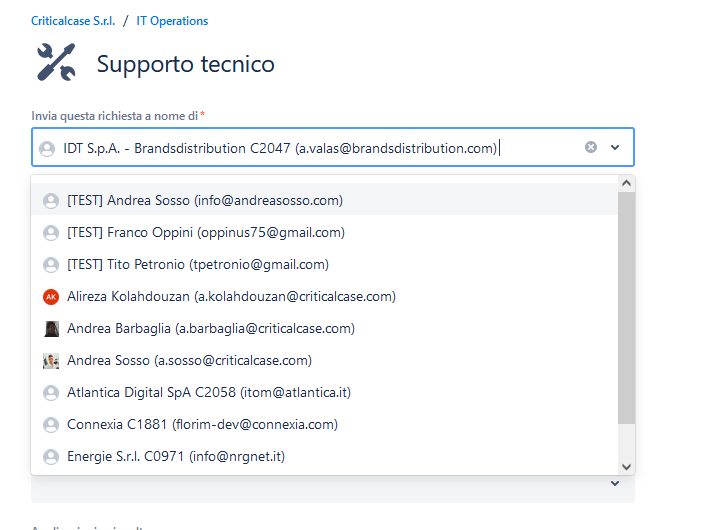 Criticalcase S.r.l. / IT Operations
Supporto tecnico
Invia questa richiesta a nome di*
IDT S.p.A. - Brandsdistribution C2047 (a.valas@brandsdistribution.com)
[TEST] Andrea Sosso (info@andreasosso.com)
[TEST] Franco Oppini (oppinus75@gmail.com)
[TEST] Tito Petronio (tpetronio@gmail.com)
AK Alireza Kolahdouzan (a.kolahdouzan@criticalcase.com)
Andrea Barbaglia (a.barbaglia@criticalcase.com)
Andrea Sosso (a.sosso@criticalcase.com)
Atlantica Digital SpA C2058 (itom@atlantica.it)
Connexia C1881 (florim-dev@connexia.com)
Energie S.r.l. C0971 (info@nrgnet.it)